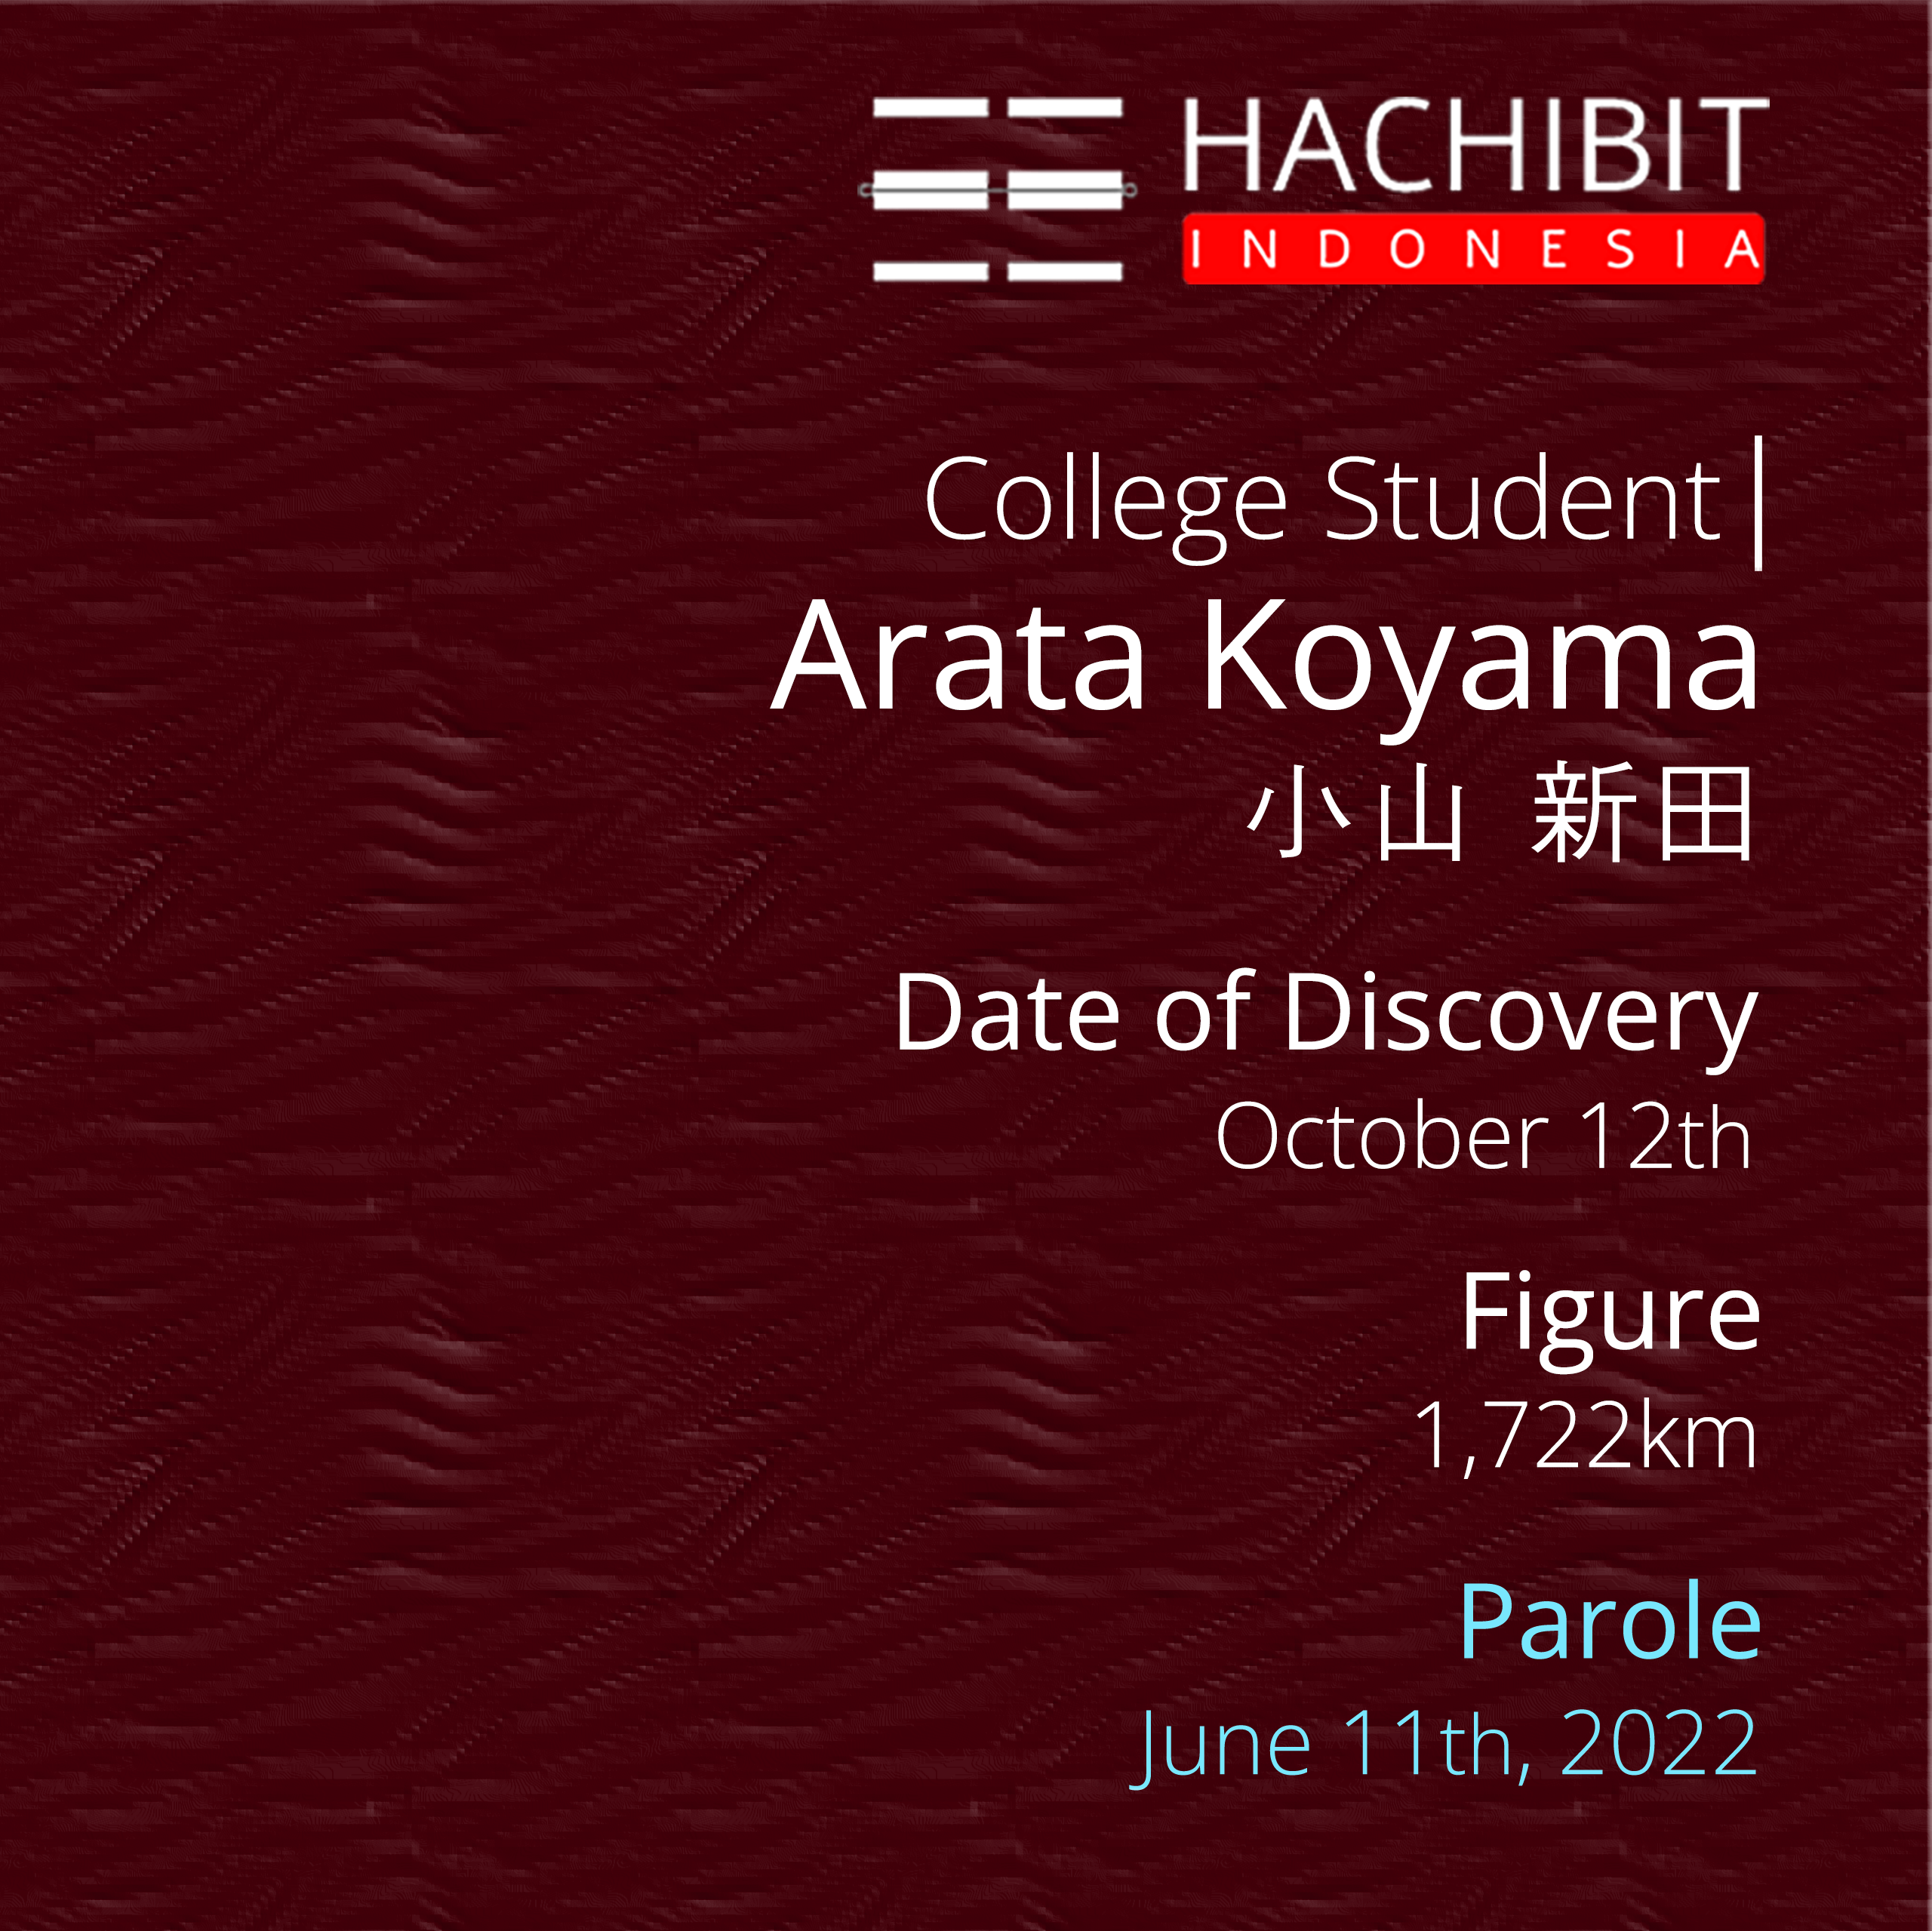 HACHIBIT
INDONESIA
College Student|
Arata Koyama
小山 新田
Date of Discovery
October 12th
Figure
1,722km
Parole
June 11th, 2022